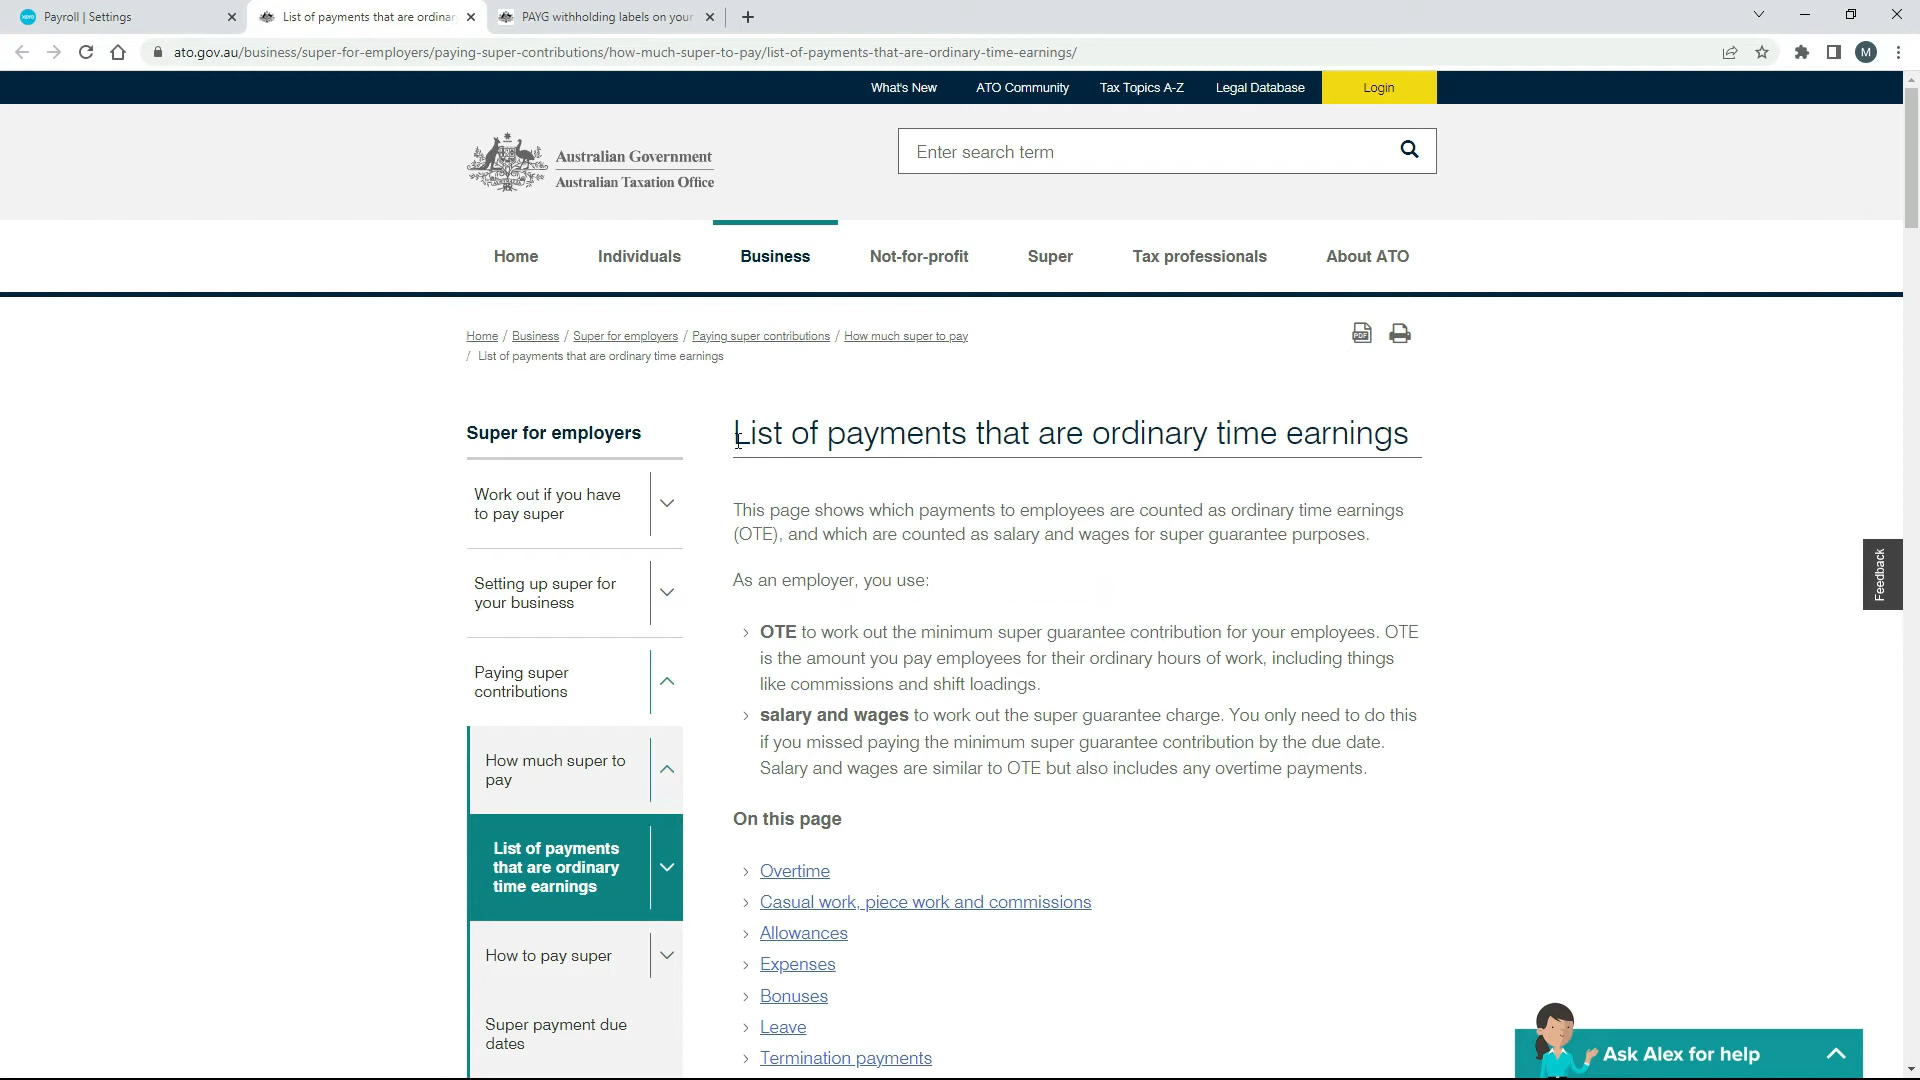 Payroll | Settings
List of payments that are ordinar
PAYG withholding labels on your
ato.gov.au/business/super-for-employers/paying-super-contributions/how-much-super-to-pay/list-of-payments-that-are-ordinary-time-earnings/
M
What's New
ATO Community
Tax Topics A-Z
Legal Database
Login
Australian Government
Australian Taxation Office
Enter search term
Home
Individuals
Business
Not-for-profit
Super
Tax professionals
About ATO
Home / Business / Super for employers / Paying super contributions / How much super to pay
/ List of payments that are ordinary time earnings
PDF
Super for employers
Work out if you have
to pay super
Setting up super for
your business
Paying super
contributions
How much super to
pay
List of payments
that are ordinary
time earnings
How to pay super
Super payment due
dates
List of payments that are ordinary time earnings
This page shows which payments to employees are counted as ordinary time earnings
(OTE), and which are counted as salary and wages for super guarantee purposes.
As an employer, you use:
OTE to work out the minimum super guarantee contribution for your employees. OTE
is the amount you pay employees for their ordinary hours of work, including things
like commissions and shift loadings.
salary and wages to work out the super guarantee charge. You only need to do this
if you missed paying the minimum super guarantee contribution by the due date.
Salary and wages are similar to OTE but also includes any overtime payments.
On this page
Overtime
Casual work, piece work and commissions
Allowances
Expenses
Bonuses
Leave
Termination payments
Feedback
Ask Alex for help